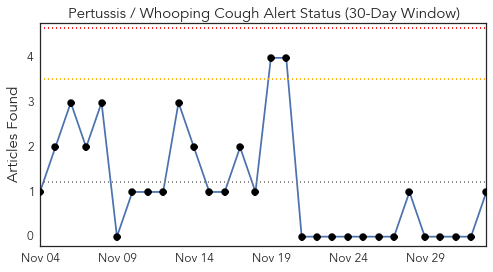 Pertussis / Whooping Cough Alert Status (30-Day Window)
Articles Found
4
3
2
1
0
Nov 04
Nov 09
Nov 14
Nov 19
Nov 24
Nov 29